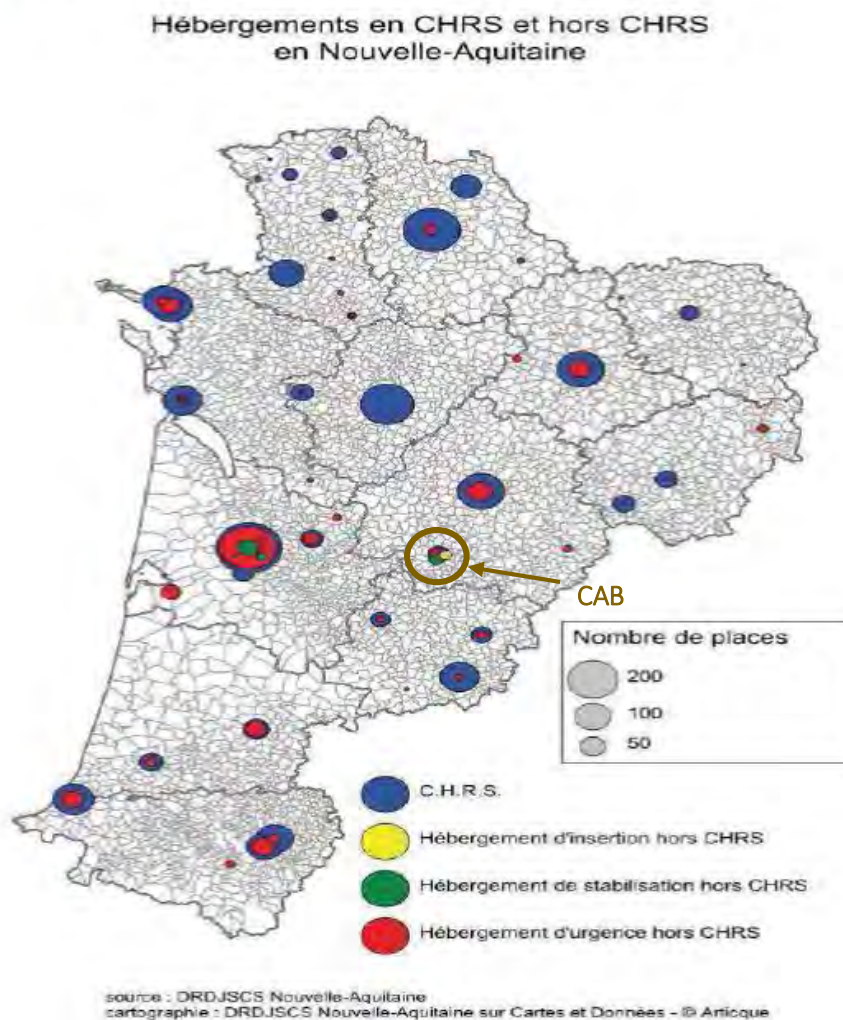 Hébergements en CHRS et hors CHRS
en Nouvelle-Aquitaine
CAB
Nombre de places
200
100
50
C.H.R.S.
Hébergement d'insertion hors CHRS
Hébergement de stabilisation hors CHRS
Hébergement d'urgence hors CHRS
source : DRDJSCS Nouvelle-Aquitaine
cartographie : DRDJSCS Nouvelle-Aquitaine sur Cartes et Données - © Articque